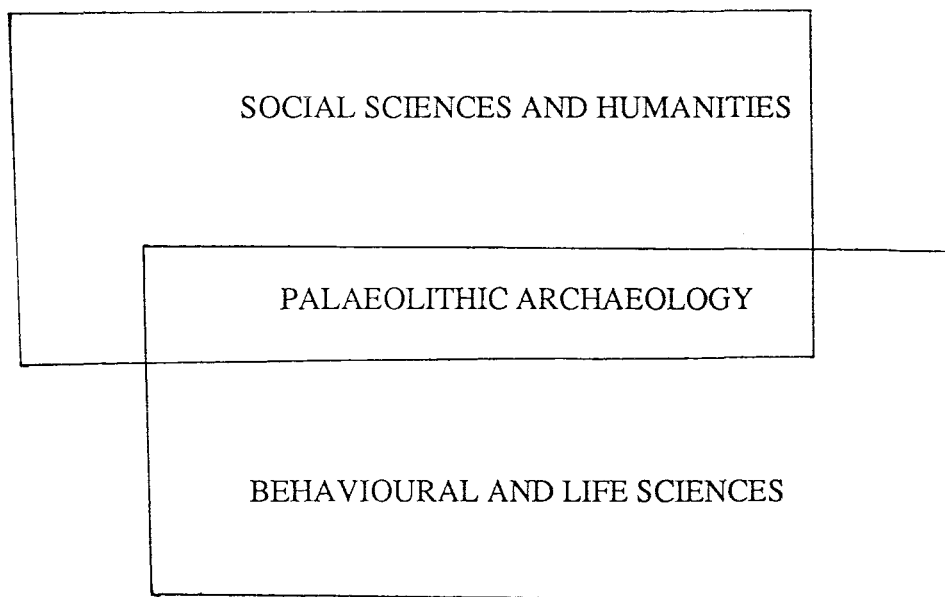 SOCIAL SCIENCES AND HUMANITIES
PALAEOLITHIC ARCHAEOLOGY
BEHAVIOURAL AND LIFE SCIENCES